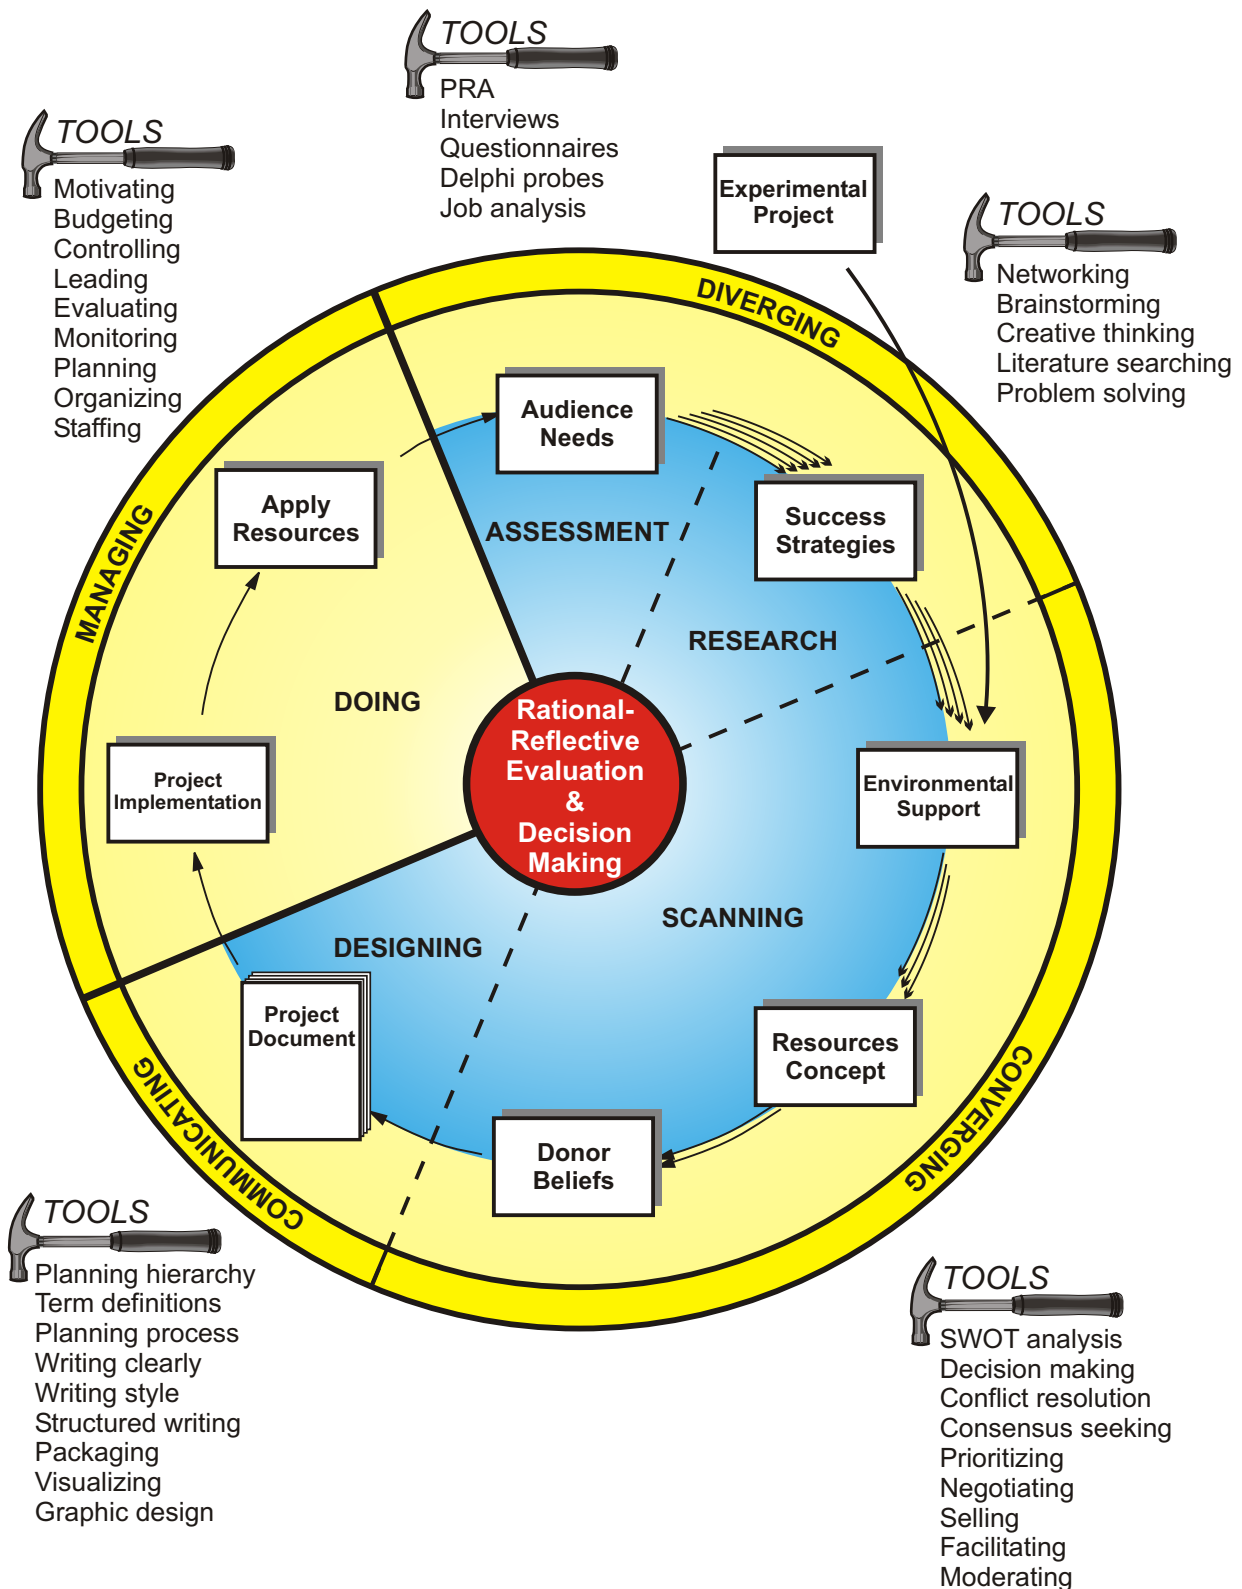 TOOLS
PRA
Interviews
Questionnaires
Delphi probes
Job analysis
TOOLS
Motivating
Budgeting
Controlling
Leading
Evaluating
Monitoring
Planning
Organizing
Staffing
Experimental
Project
TOOLS
Networking
Brainstorming
Creative thinking
Literature searching
Problem solving
DIVERGING
Audience
Needs
Apply
Resources
Success
Strategies
ASSESSMENT
MANAGING
RESEARCH
DOING
Rational-
Reflective
Evaluation
&
Decision
Making
Project
Implementation
Environmental
Support
SCANNING
DESIGNING
Project
Document
Resources
Concept
CONVERGING
COMMUNICATING
Donor
Beliefs
TOOLS
Planning hierarchy
Term definitions
Planning process
Writing clearly
Writing style
Structured writing
Packaging
Visualizing
Graphic design
TOOLS
SWOT analysis
Decision making
Conflict resolution
Consensus seeking
Prioritizing
Negotiating
Selling
Facilitating
Moderating